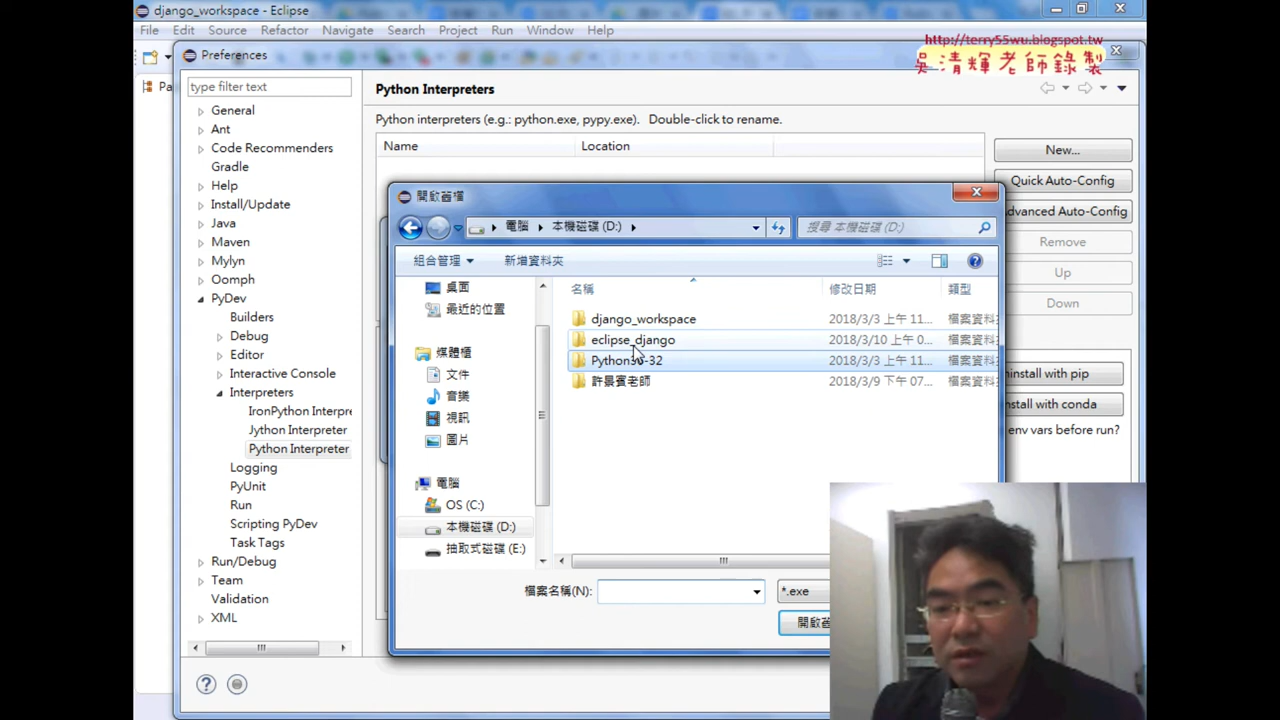 django_workspace - Eclipse
File Edit Source Refactor Navigate Search Project Run Window Help
http://terry55wu.blogspot.tw
吳清輝老師錄製
Preferences
type filter text
Python Interpreters
General
Ant
Code Recommenders
Gradle
Help
Install/Update
Java
Maven
Mylyn
Oomph
PyDev
Builders
Debug
Editor
Interactive Console
Interpreters
IronPython Interpre
Jython Interpreter
Python Interpreter
Logging
PyUnit
Run
Scripting PyDev
Task Tags
Run/Debug
Team
Validation
XML
Python interpreters (e.g.: python.exe, pypy.exe). Double-click to rename.
Name Location
New...
Quick Auto-Config
dvanced Auto-Config
Remove
Up
Down
install with pip
nstall with conda
env vars before run?
Pa
開啟舊檔
電腦 本機磁碟 (D:)
搜尋 本機磁碟 (D:)
組合管理 新增資料夾
桌面
最近的位置
媒體櫃
文件
音樂
視訊
圖片
電腦
OS (C:)
本機磁碟 (D:)
抽取式磁碟 (E:)
名稱 修改日期 類型
django_workspace 2018/3/3 上午 11... 檔案資料
eclipse_django 2018/3/10 上午 0... 檔案資料
2018/3/3 上午 11... 檔案資料
許景賓老師 2018/3/9 下午 07... 檔案資料
檔案名稱(N):
*.exe
開啟舊